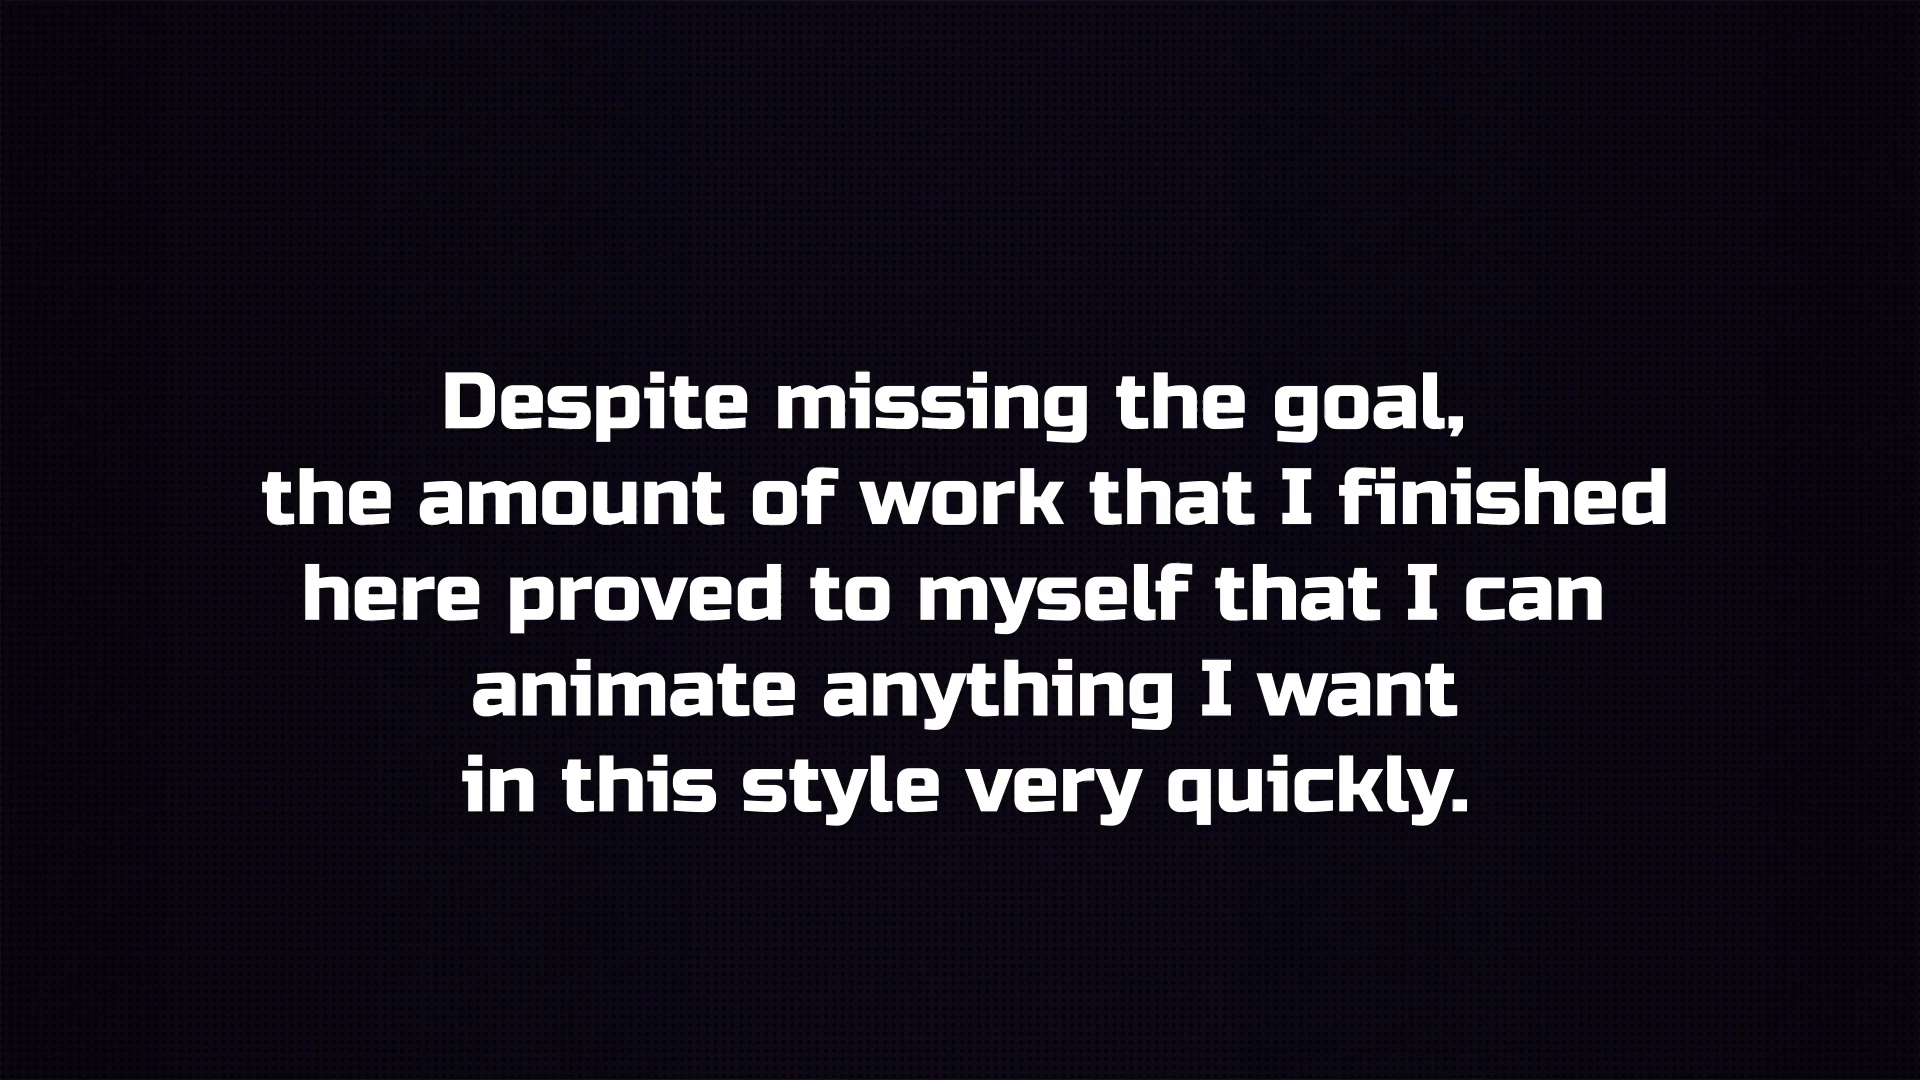 Despite missing the goal,
the amount of work that I finished
here proved to myself that I can
animate anything I want
in this style very quickly.